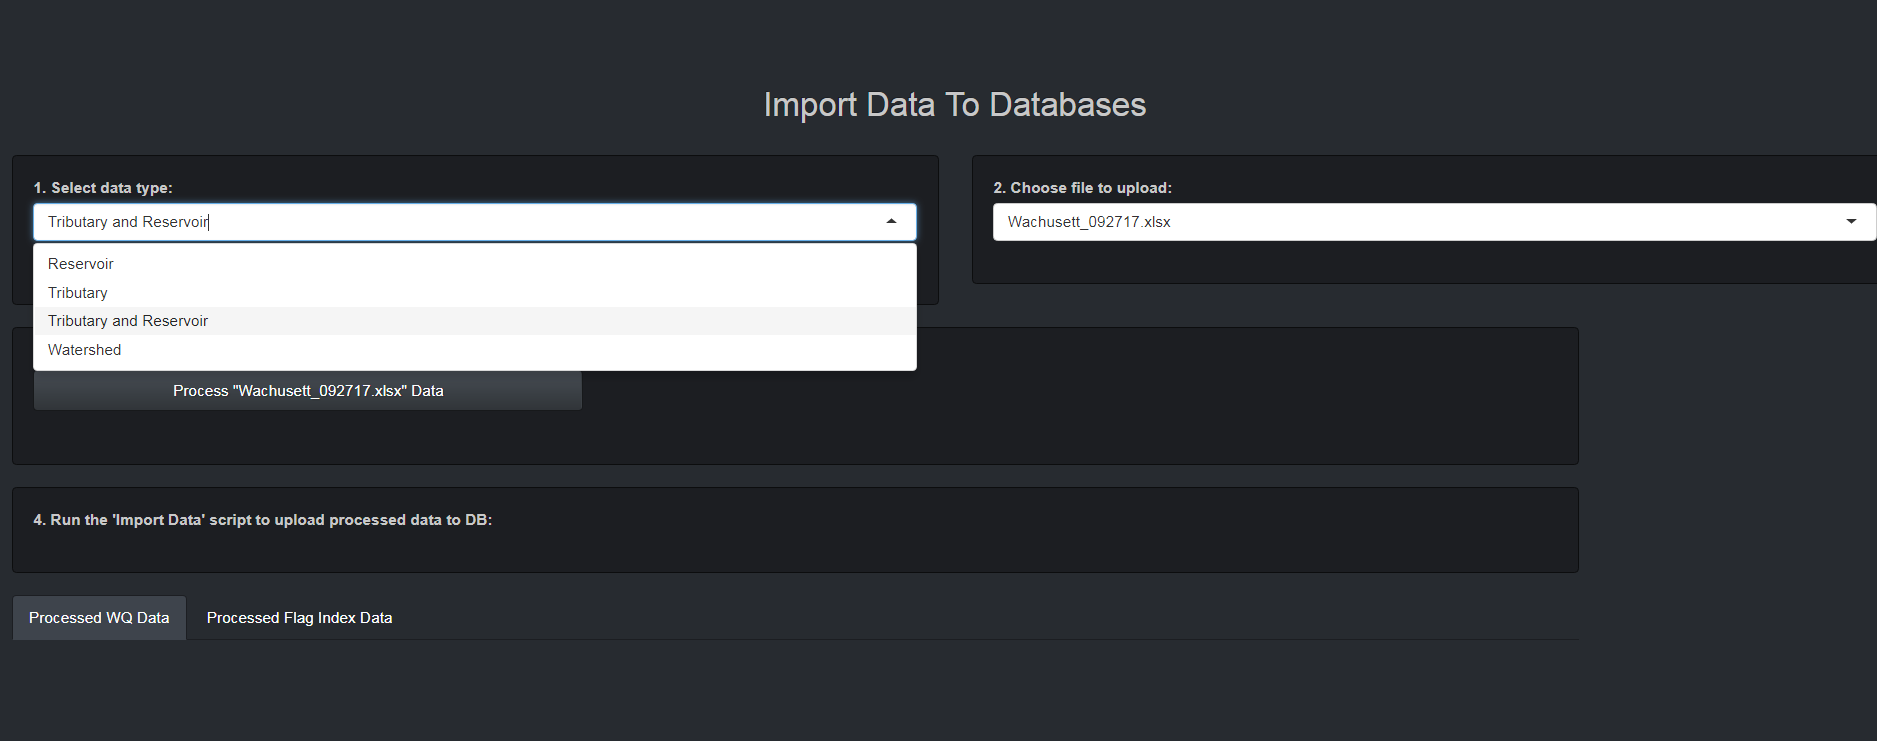 Import Data To Databases
1. Select data type:
Tributary and Reservoir
Reservoir
Tributary
Tributary and Reservoir
Watershed
2. Choose file to upload:
Wachusett_092717.xlsx
Process "Wachusett_092717.xlsx" Data
4. Run the 'Import Data' script to upload processed data to DB:
Processed WQ Data
Processed Flag Index Data